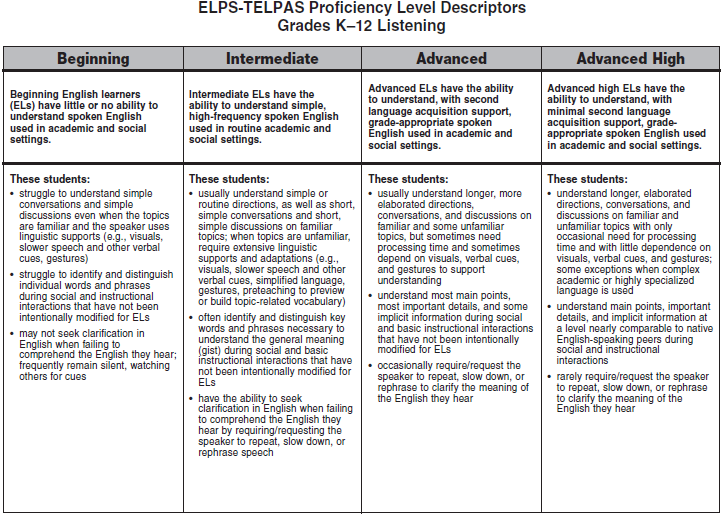 ELPS-TELPAS Proficiency Level Descriptors
Grades K–12 Listening
Beginning
Intermediate
Advanced
Advanced High
Beginning English learners
(ELs) have little or no ability to
understand spoken English
used in academic and social
settings.
Intermediate ELs have the
ability to understand simple,
high-frequency spoken English
used in routine academic and
social settings.
Advanced ELs have the ability
to understand, with second
language acquisition support,
grade-appropriate spoken
English used in academic and
social settings.
Advanced high ELs have the
ability to understand, with
minimal second language
acquisition support, grade-
appropriate spoken English used
in academic and social settings.
These students:
• struggle to understand simple
conversations and simple
discussions even when the topics
are familiar and the speaker uses
linguistic supports (e.g., visuals,
slower speech and other verbal
cues, gestures)
• struggle to identify and distinguish
individual words and phrases
during social and instructional
interactions that have not been
intentionally modified for ELs
• may not seek clarification in
English when failing to
comprehend the English they hear;
frequently remain silent, watching
others for cues
These students:
• usually understand simple or
routine directions, as well as short,
simple conversations and short,
simple discussions on familiar
topics; when topics are unfamiliar,
require extensive linguistic
supports and adaptations (e.g.,
visuals, slower speech and other
verbal cues, simplified language,
gestures, preteaching to preview
or build topic-related vocabulary)
• often identify and distinguish key
words and phrases necessary to
understand the general meaning
(gist) during social and basic
instructional interactions that have
not been intentionally modified for
ELs
• have the ability to seek
clarification in English when failing
to comprehend the English they
hear by requiring/requesting the
speaker to repeat, slow down, or
rephrase speech
These students:
• usually understand longer, more
elaborated directions,
conversations, and discussions on
familiar and some unfamiliar
topics, but sometimes need
processing time and sometimes
depend on visuals, verbal cues,
and gestures to support
understanding
• understand most main points,
most important details, and some
implicit information during social
and basic instructional interactions
that have not been intentionally
modified for ELs
• occasionally require/request the
speaker to repeat, slow down, or
rephrase to clarify the meaning of
the English they hear
These students:
• understand longer, elaborated
directions, conversations, and
discussions on familiar and
unfamiliar topics with only
occasional need for processing
time and with little dependence on
visuals, verbal cues, and gestures;
some exceptions when complex
academic or highly specialized
language is used
• understand main points, important
details, and implicit information at
a level nearly comparable to native
English-speaking peers during
social and instructional
interactions
• rarely require/request the speaker
to repeat, slow down, or rephrase
to clarify the meaning of the
English they hear